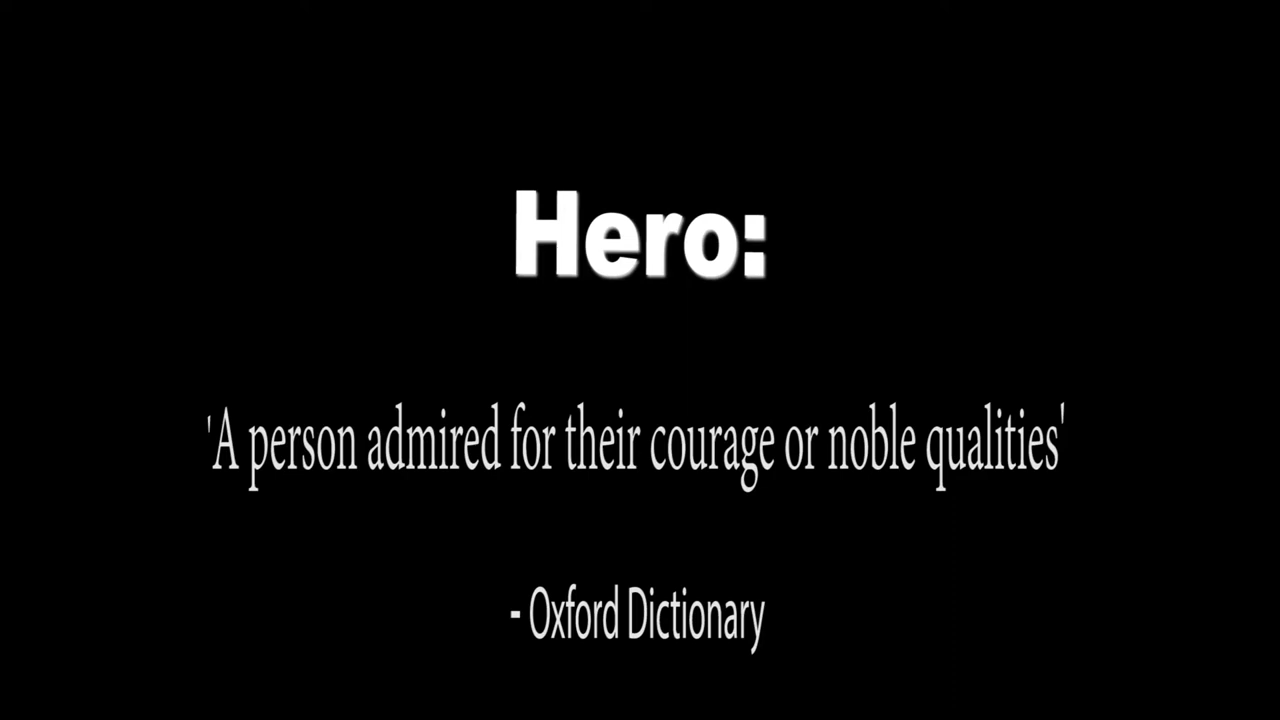 Hero:
'A person admired for their courage or noble qualities'
- Oxford Dictionary